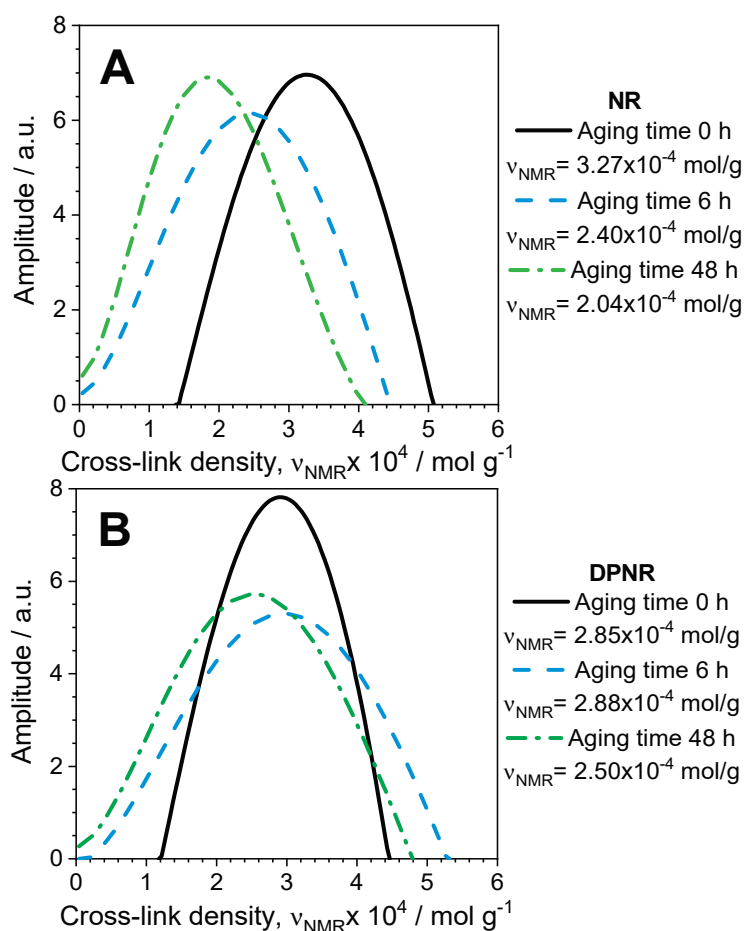 A
8
6
4
2
0
Amplitude / a.u.
0 1 2 3 4 5 6
Cross-link density, νNMRx 10⁴ / mol g⁻¹
NR
Aging time 0 h
νNMR= 3.27x10⁻⁴ mol/g
Aging time 6 h
νNMR= 2.40x10⁻⁴ mol/g
Aging time 48 h
νNMR= 2.04x10⁻⁴ mol/g
B
8
6
4
2
0
Amplitude / a.u.
0 1 2 3 4 5 6
Cross-link density, νNMRx 10⁴ / mol g⁻¹
DPNR
Aging time 0 h
νNMR= 2.85x10⁻⁴ mol/g
Aging time 6 h
νNMR= 2.88x10⁻⁴ mol/g
Aging time 48 h
νNMR= 2.50x10⁻⁴ mol/g